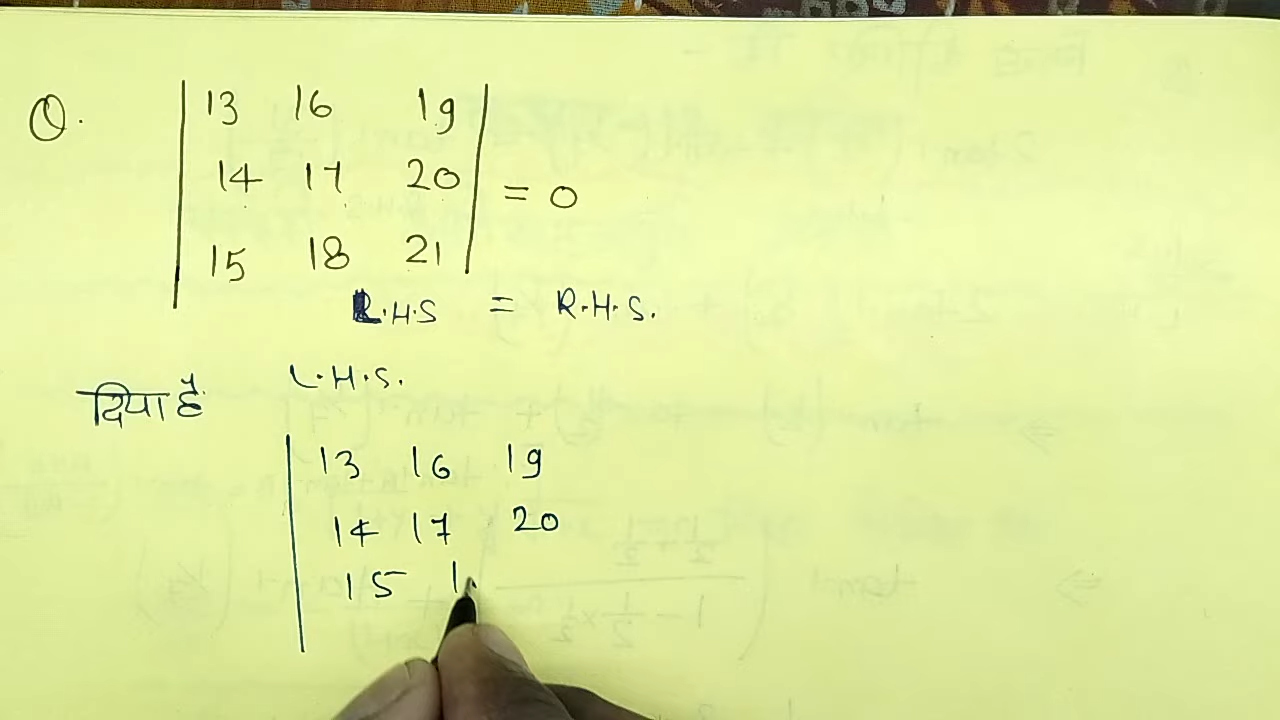 Q. | 13 16 19 |
| 14 17 20 | = 0
| 15 18 21 |
L.H.S = R.H.S.
L.H.S.
दिया है
| 13 16 19
| 14 17 20
| 15 1